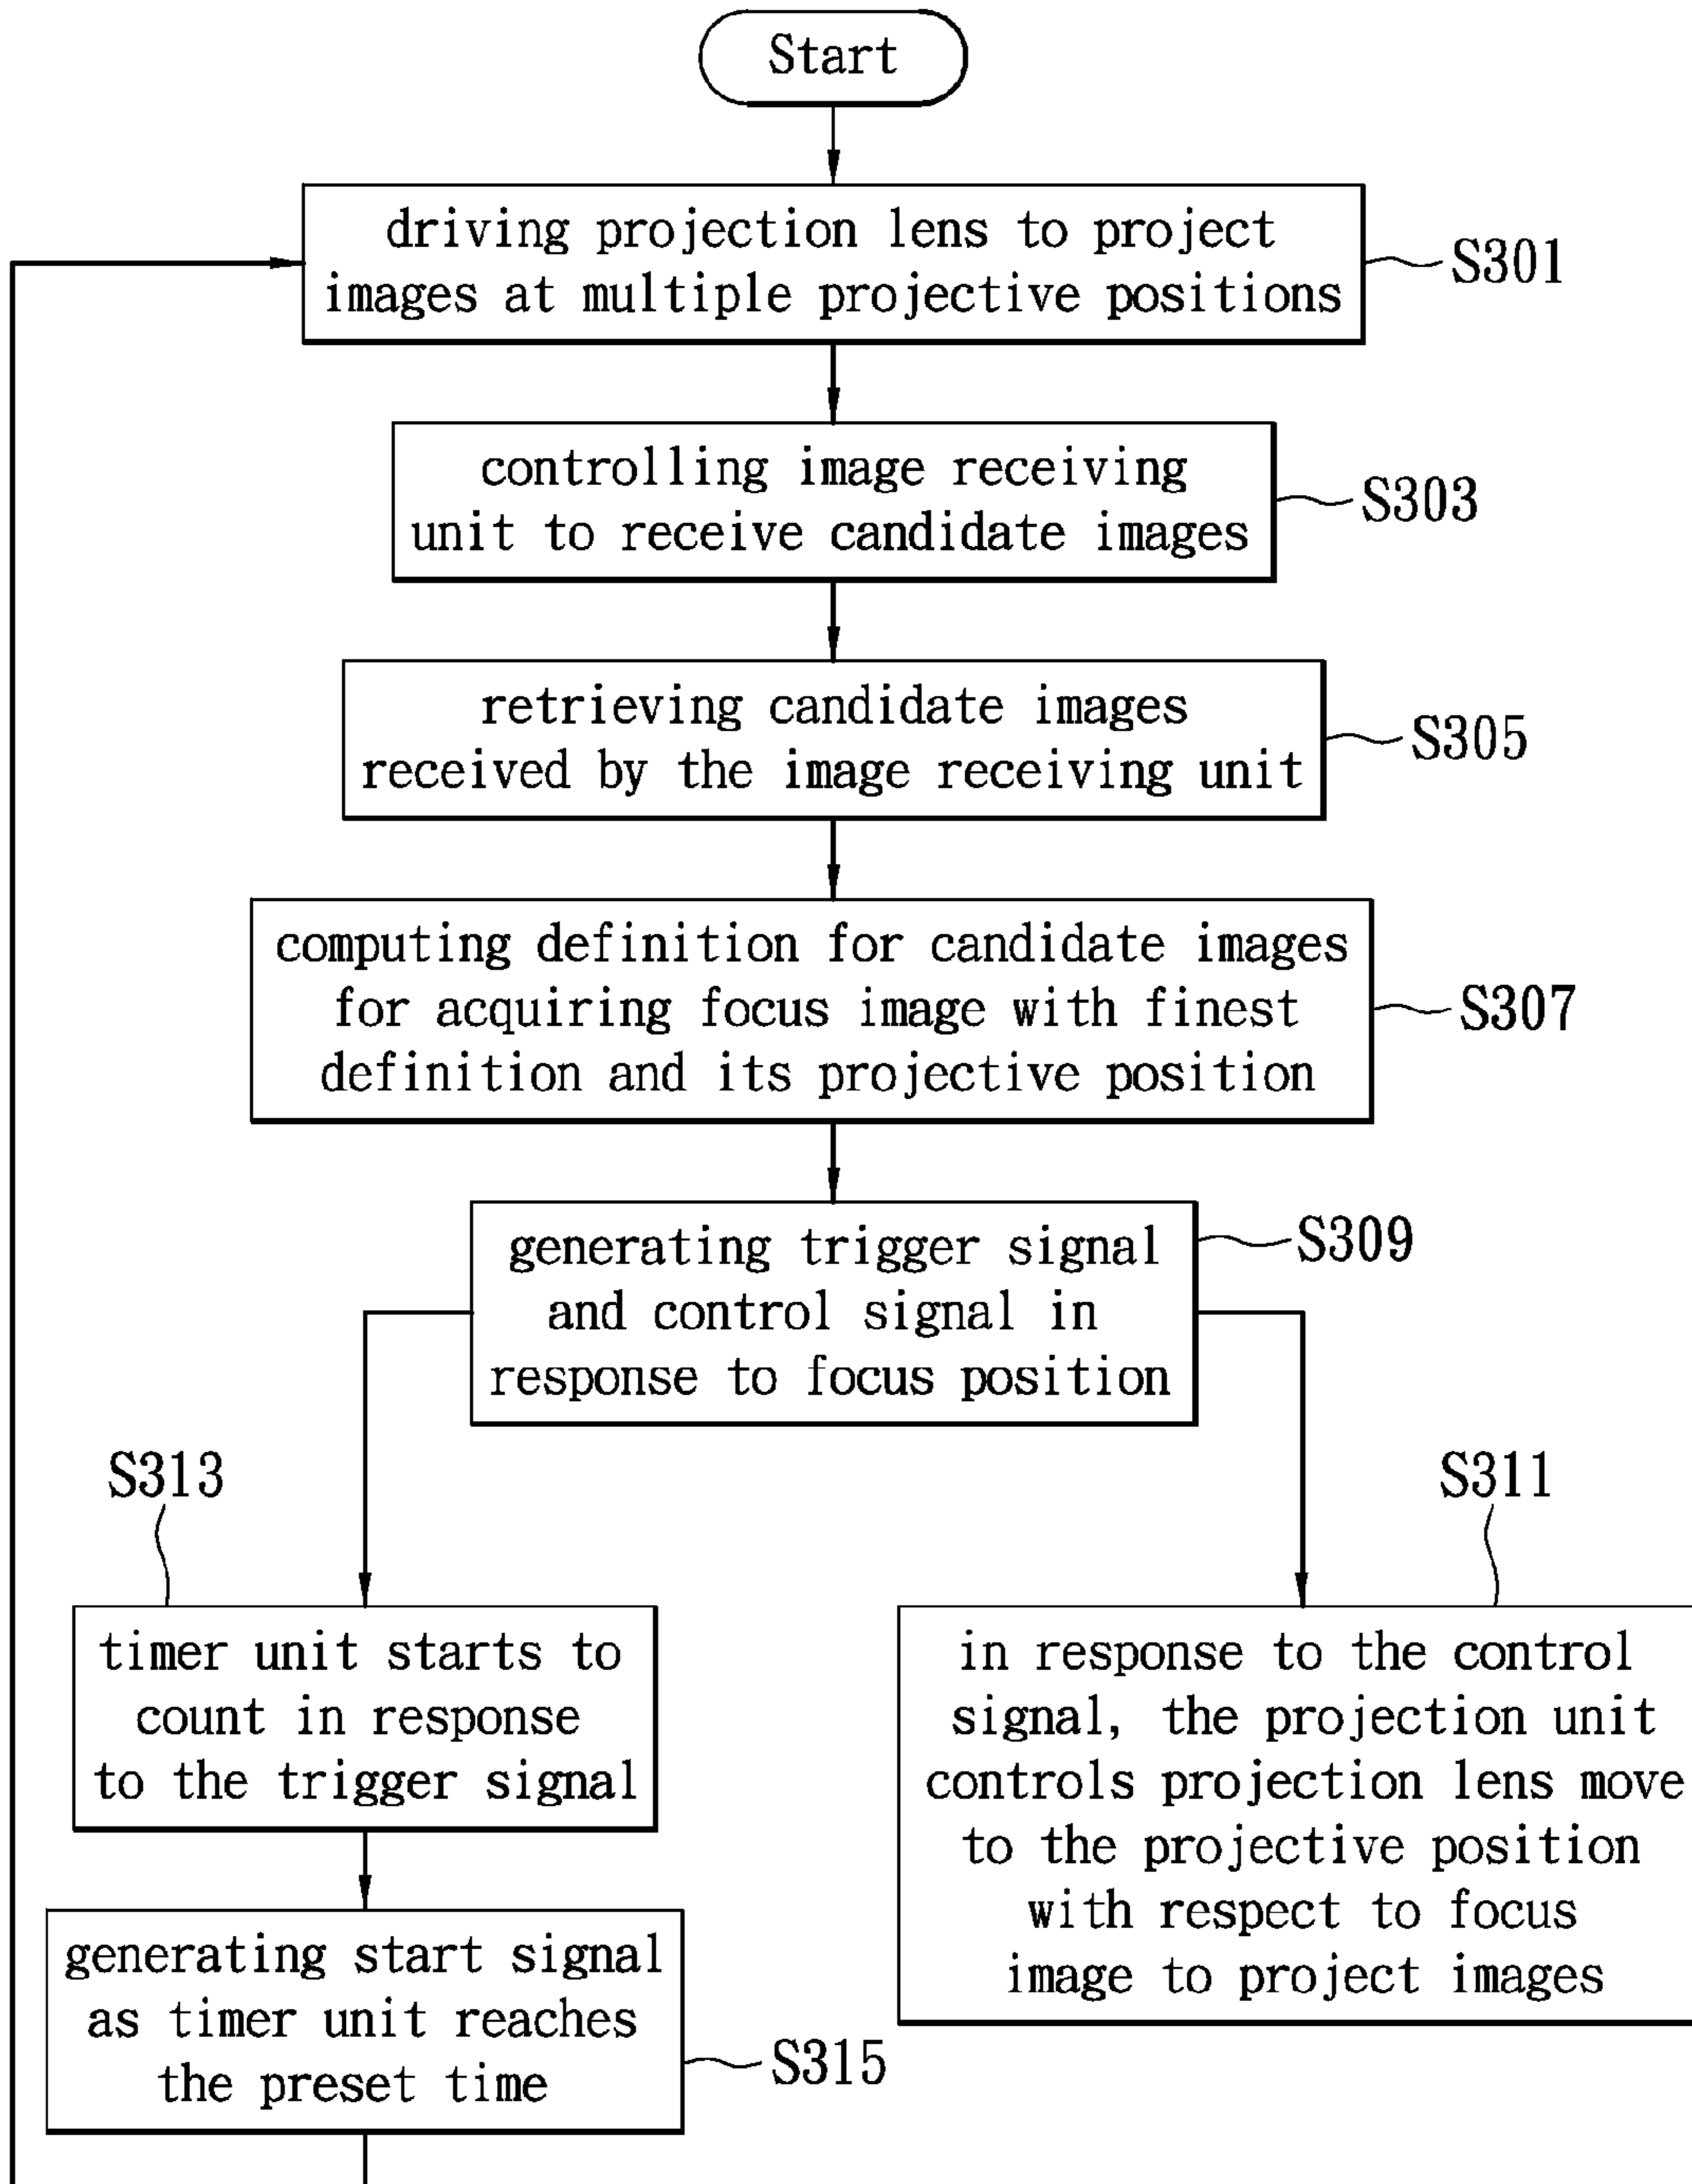 Start
driving projection lens to project
images at multiple projective positions
S301
controlling image receiving
unit to receive candidate images
S303
retrieving candidate images
received by the image receiving unit
S305
computing definition for candidate images
for acquiring focus image with finest
definition and its projective position
S307
generating trigger signal
and control signal in
response to focus position
S309
S313
timer unit starts to
count in response
to the trigger signal
generating start signal
as timer unit reaches
the preset time
S315
S311
in response to the control
signal, the projection unit
controls projection lens move
to the projective position
with respect to focus
image to project images